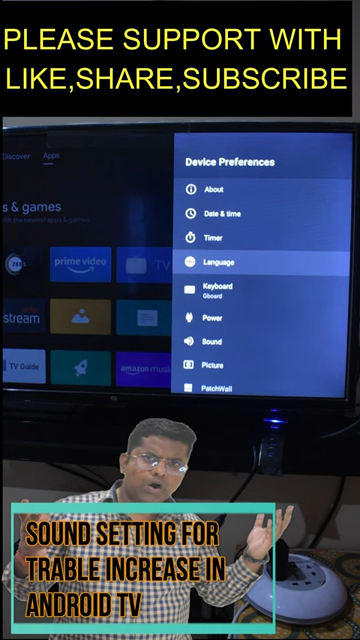 PLEASE SUPPORT WITH
LIKE,SHARE,SUBSCRIBE
Discover Apps
Device Preferences
About
s & games
Date & time
Timer
prime video
TV
Language
Keyboard
Gboard
stream
Power
Sound
TV Guide
amazon music
Picture
PatchWall
SOUND SETTING FOR
TRABLE INCREASE IN
ANDROID TV